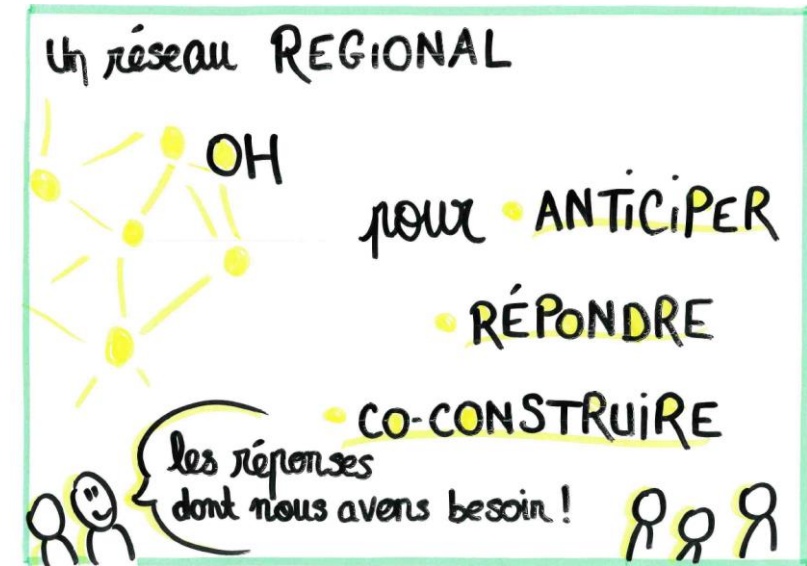 Un réseau REGIONAL
OH
pour • ANTICIPER
• RÉPONDRE
• CO-CONSTRUIRE
les réponses
dont nous avons besoin !